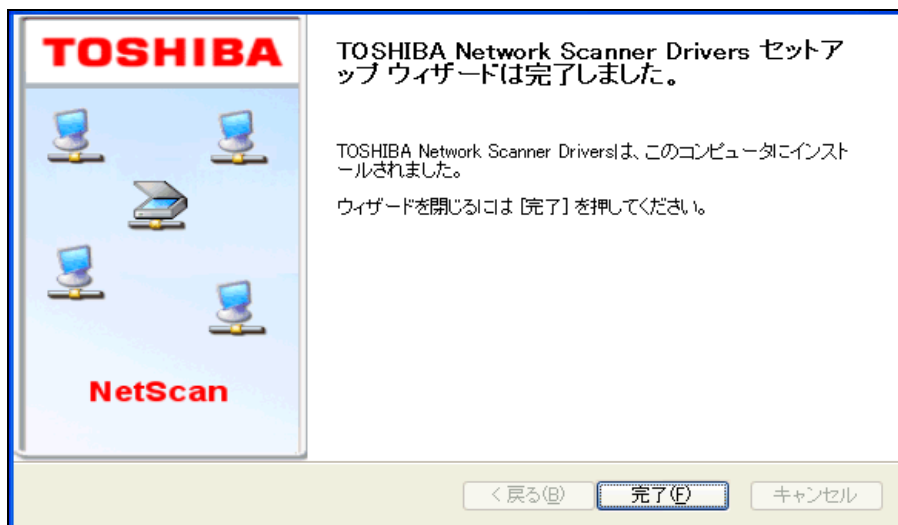 TOSHIBA
NetScan
TOSHIBA Network Scanner Drivers セットア
ップ ウィザードは完了しました。
TOSHIBA Network Scanner Driversは、このコンピュータにインスト
ールされました。
ウィザードを閉じるには [完了] を押してください。
< 戻る(B)
完了(F)
キャンセル